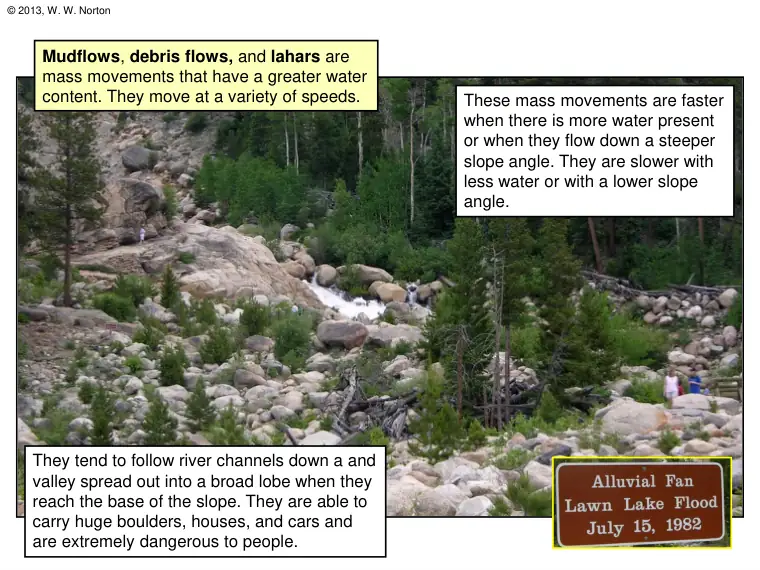 © 2013, W. W. Norton
Mudflows, debris flows, and lahars are
mass movements that have a greater water
content. They move at a variety of speeds.
These mass movements are faster
when there is more water present
or when they flow down a steeper
slope angle. They are slower with
less water or with a lower slope
angle.
They tend to follow river channels down a and
valley spread out into a broad lobe when they
reach the base of the slope. They are able to
carry huge boulders, houses, and cars and
are extremely dangerous to people.
Alluvial Fan
Lawn Lake Flood
July 15, 1982